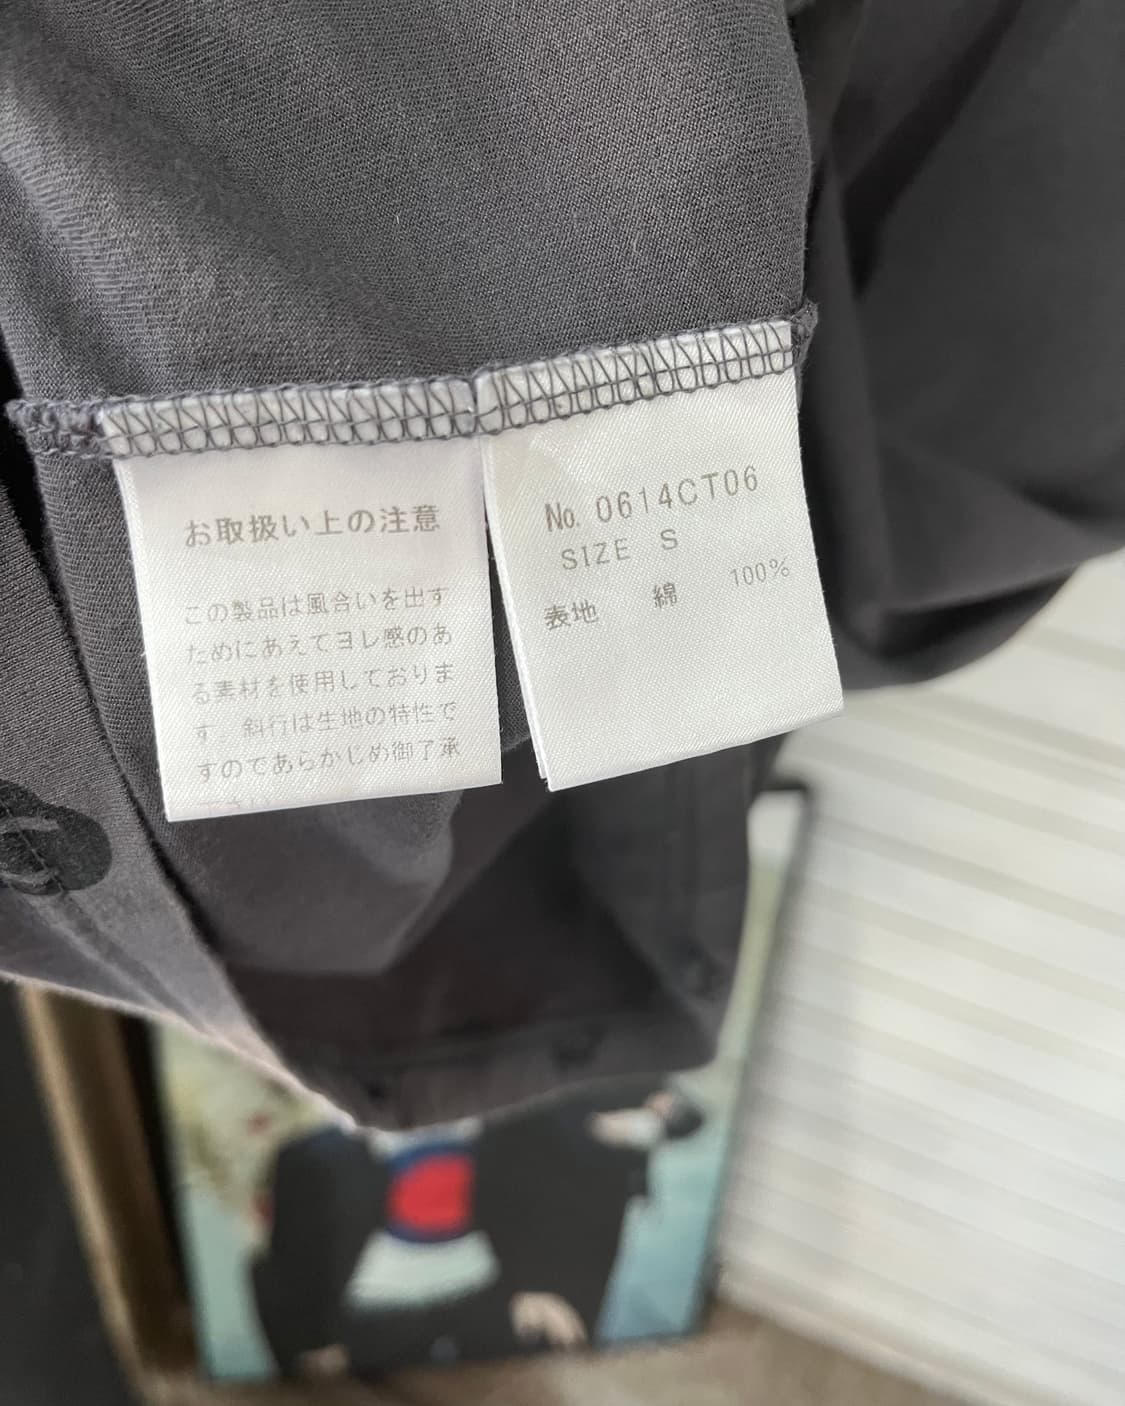 お取扱い上の注意
この製品は風合いを出す
ためにあえてヨレ感のあ
る素材を使用しておりま
す。斜行は生地の特性で
すのであらかじめ御了承
No. 0614CT06
SIZE S
表地 綿 100%